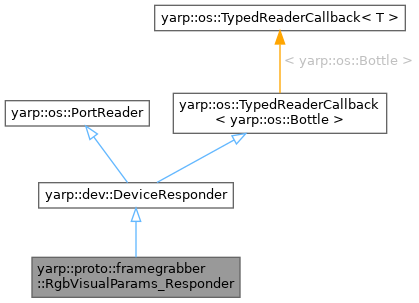 yarp::os::TypedReaderCallback< T >
< yarp::os::Bottle >
yarp::os::PortReader
yarp::os::TypedReaderCallback
< yarp::os::Bottle >
yarp::dev::DeviceResponder
yarp::proto::framegrabber
::RgbVisualParams_Responder